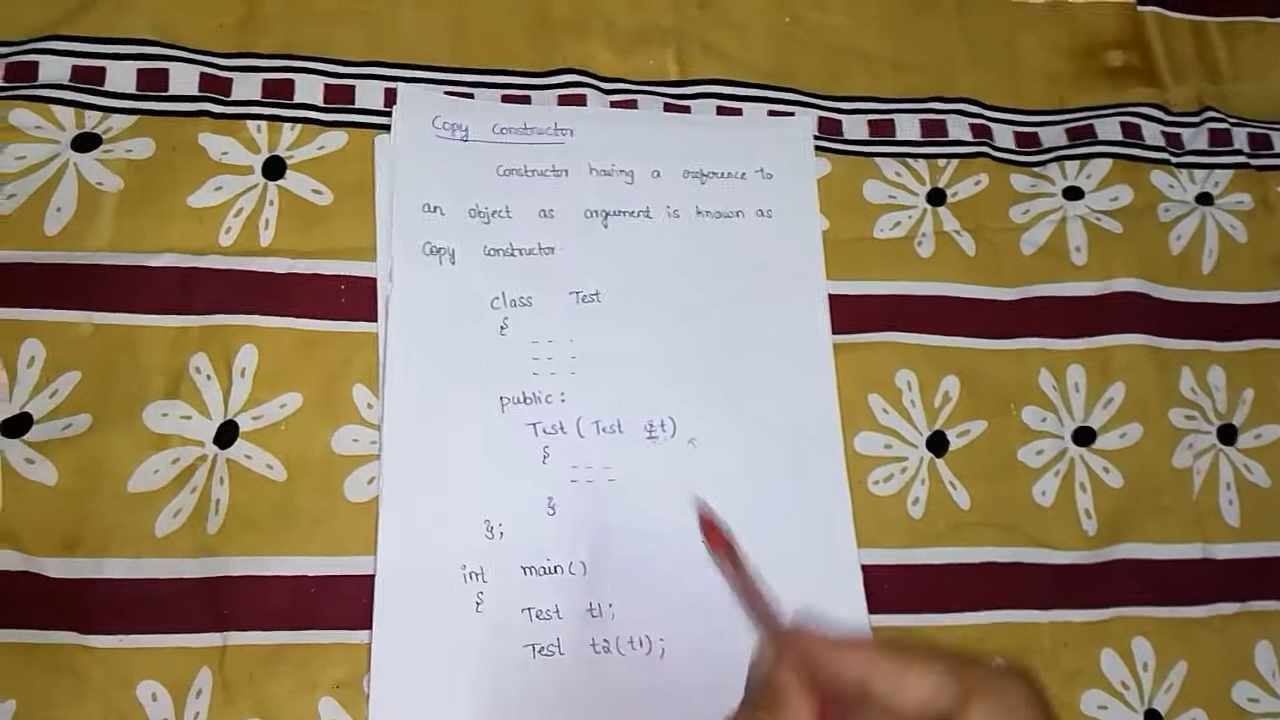 Copy Constructor
Constructor having a reference to
an object as argument is known as
Copy constructor.
class Test
{
public:
Test (Test &t)
{
}
};
int main()
{
Test t1;
Test t2(t1);